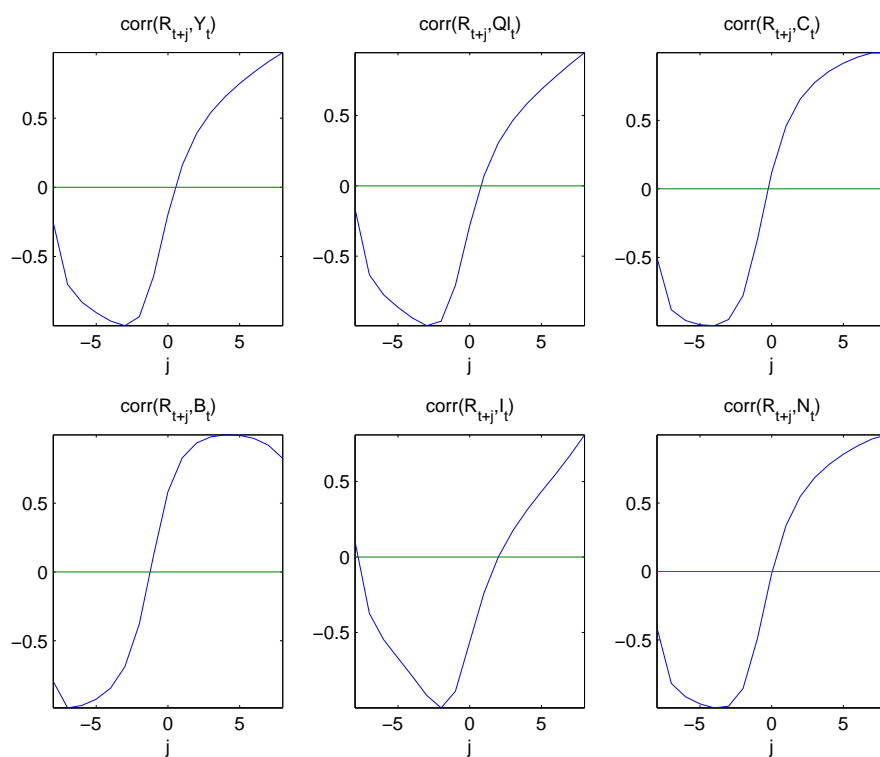 corr(R_{t+j},Y_t) corr(R_{t+j},QI_t) corr(R_{t+j},C_t)
0.5 0.5 0.5
0 0 0
−0.5 −0.5 −0.5
−5 0 5 −5 0 5 −5 0 5
j j j
corr(R_{t+j},B_t) corr(R_{t+j},I_t) corr(R_{t+j},N_t)
0.5 0.5 0.5
0 0 0
−0.5 −0.5 −0.5
−5 0 5 −5 0 5 −5 0 5
j j j